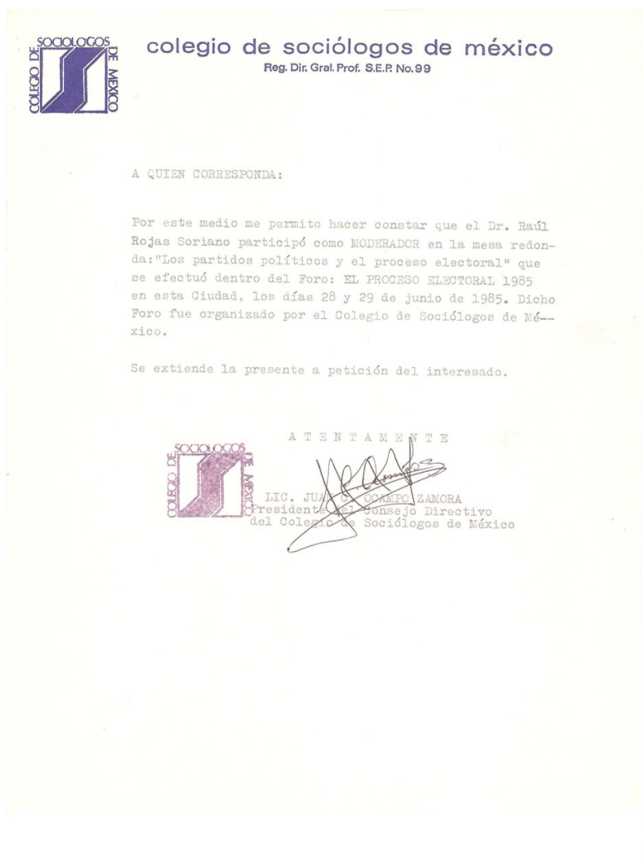 SOCIOLOGOS
COLEGIO DE
DE MEXICO
colegio de sociólogos de méxico
Reg. Dir. Gral. Prof. S.E.P. No. 99
A QUIEN CORRESPONDA:
Por este medio me permito hacer constar que el Dr. Raúl
Rojas Soriano participó como MODERADOR en la mesa redon-
da:"Los partidos políticos y el proceso electoral" que
se efectuó dentro del Foro: EL PROCESO ELECTORAL 1985
en esta Ciudad, los días 28 y 29 de junio de 1985. Dicho
Foro fue organizado por el Colegio de Sociólogos de Mé--
xico.
Se extiende la presente a petición del interesado.
A T E N T A M E N T E
SOCIOLOGOS
COLEGIO DE
DE MEXICO
LIC. JUAN C. OCAMPO ZAMORA
Presidente del Consejo Directivo
del Colegio de Sociólogos de México